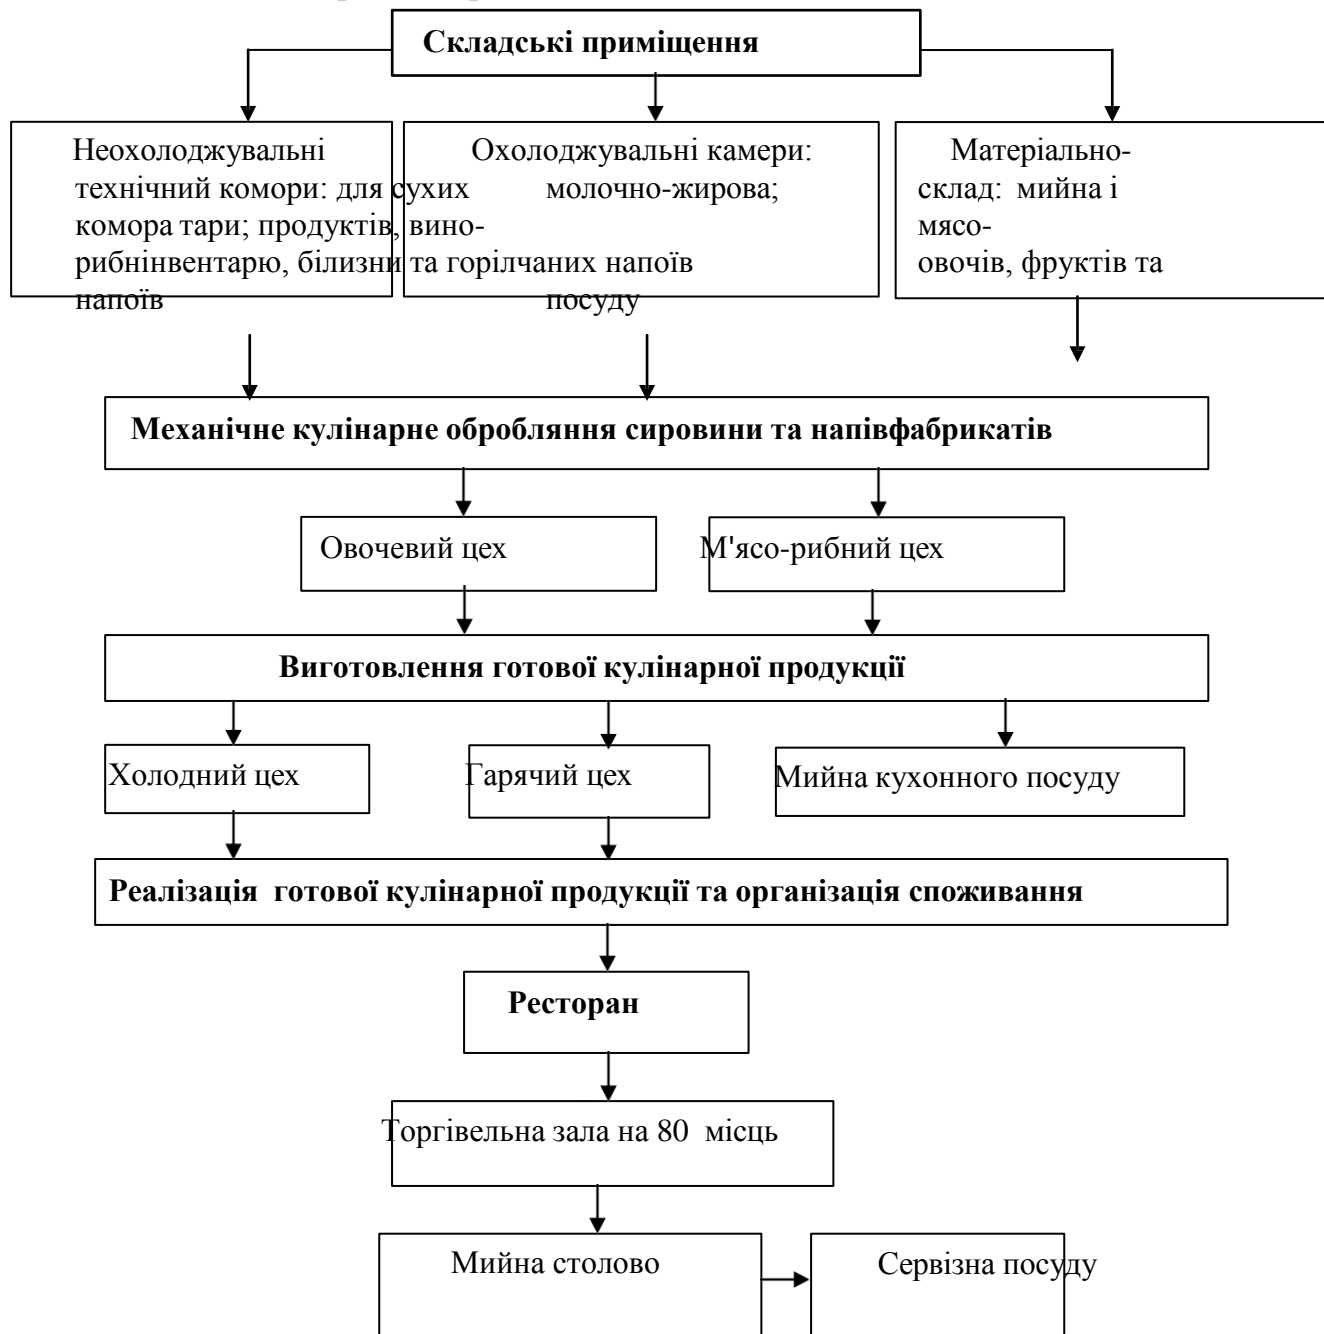 Складські приміщення
Неохолоджувальні Охолоджувальні камери: Матеріально-
технічний комори: для сухих молочно-жирова; склад: мийна і
комора тари; продуктів, вино- мясо-
рибнінвентарю, білизни та горілчаних напоїв овочів, фруктів та
напоїв посуду
Механічне кулінарне обробляння сировини та напівфабрикатів
Овочевий цех М'ясо-рибний цех
Виготовлення готової кулінарної продукції
Холодний цех Гарячий цех Мийна кухонного посуду
Реалізація готової кулінарної продукції та організація споживання
Ресторан
Торгівельна зала на 80 місць
Мийна столово Сервізна посуду